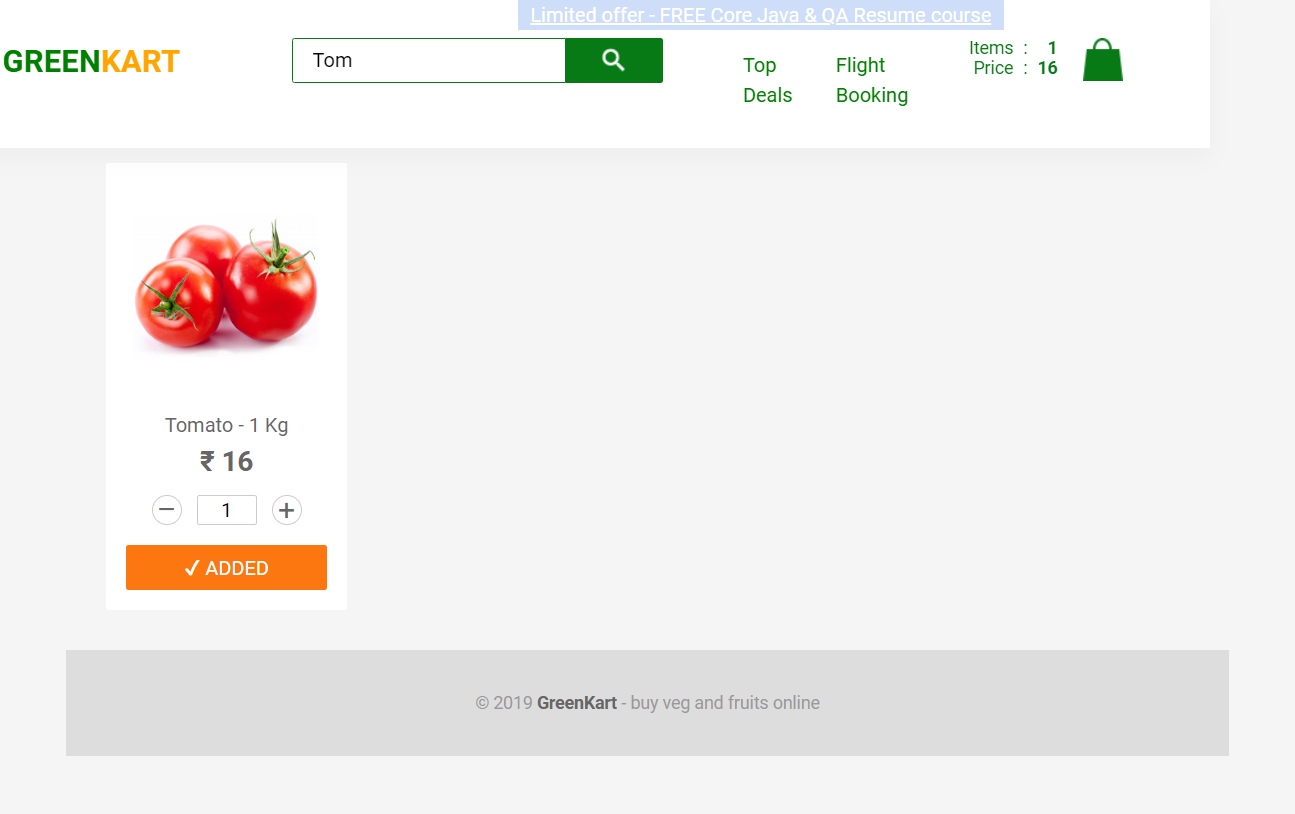 Limited offer - FREE Core Java & QA Resume course
GREENKART
Tom
Top
Deals
Flight
Booking
Items : 1
Price : 16
Tomato - 1 Kg
₹ 16
1
✓ ADDED
© 2019 GreenKart - buy veg and fruits online